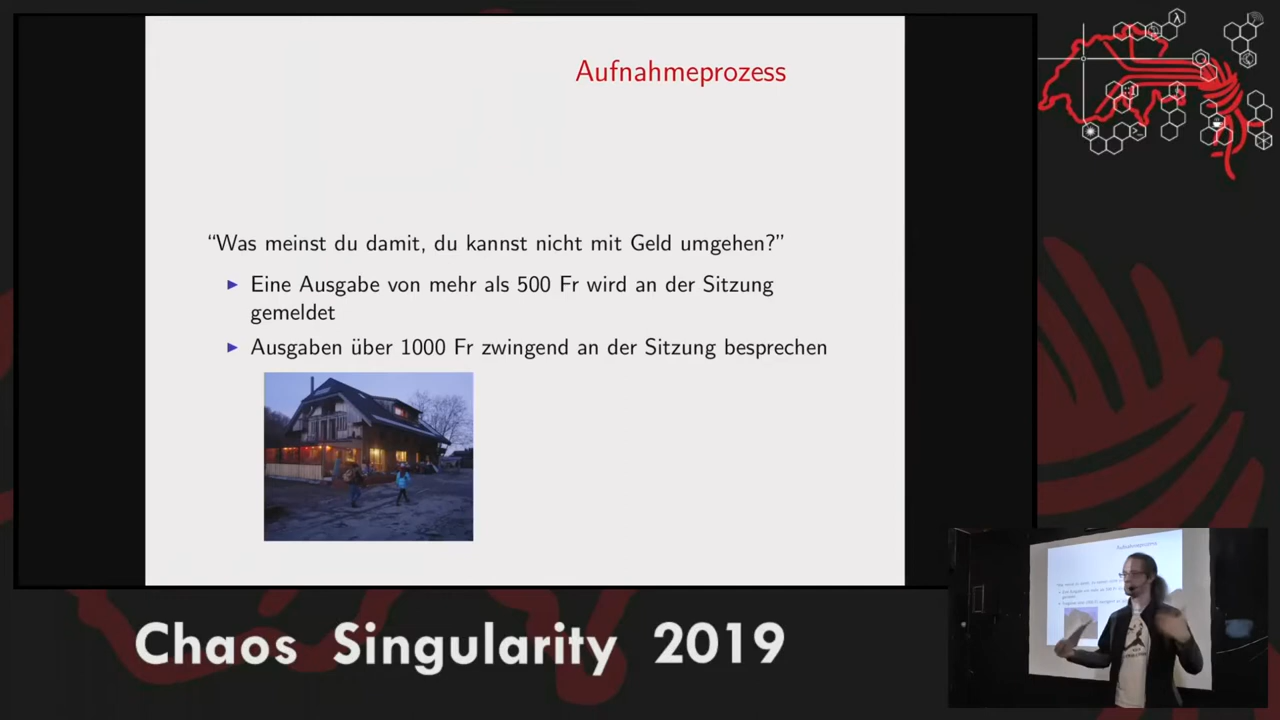 Aufnahmeprozess
“Was meinst du damit, du kannst nicht mit Geld umgehen?”
Eine Ausgabe von mehr als 500 Fr wird an der Sitzung
gemeldet
Ausgaben über 1000 Fr zwingend an der Sitzung besprechen
Chaos Singularity 2019
Aufnahmeprozess